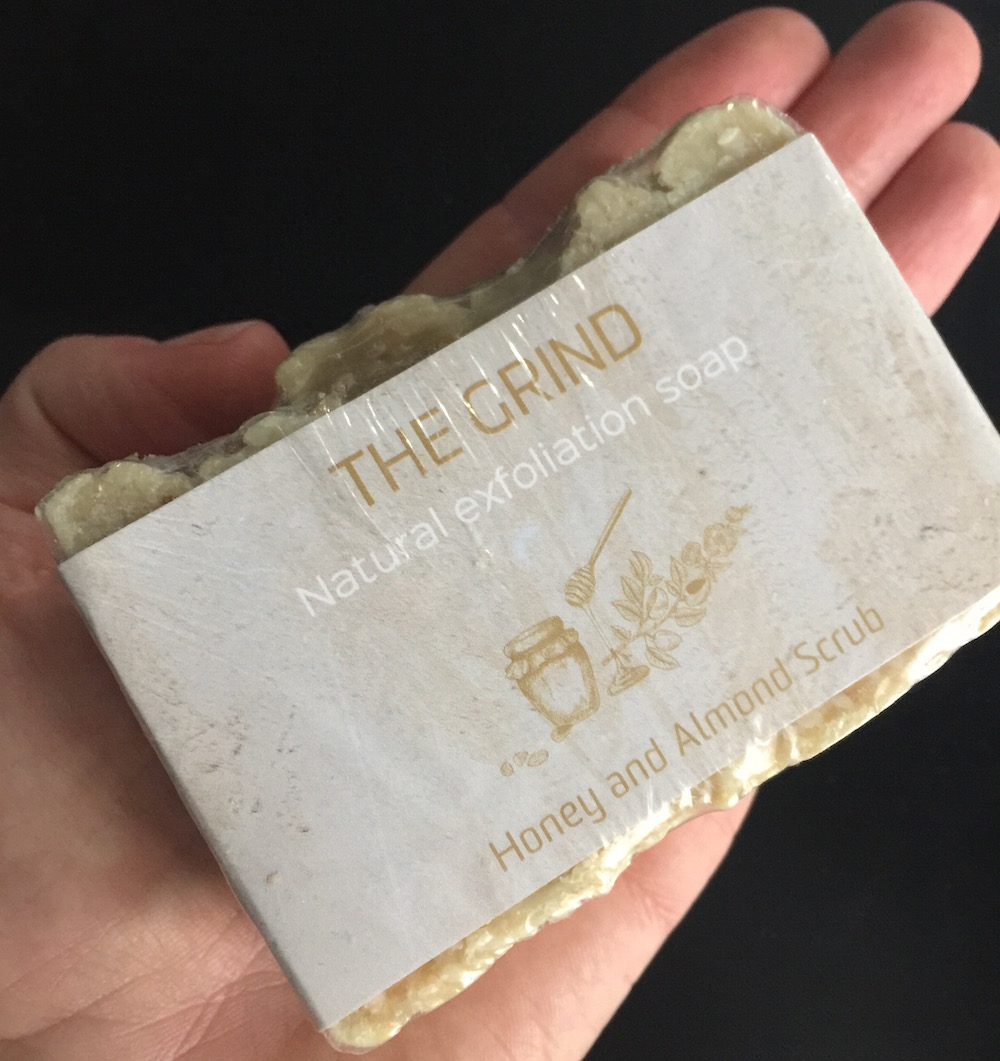 THE GRIND
Natural exfoliation soap
Honey and Almond Scrub